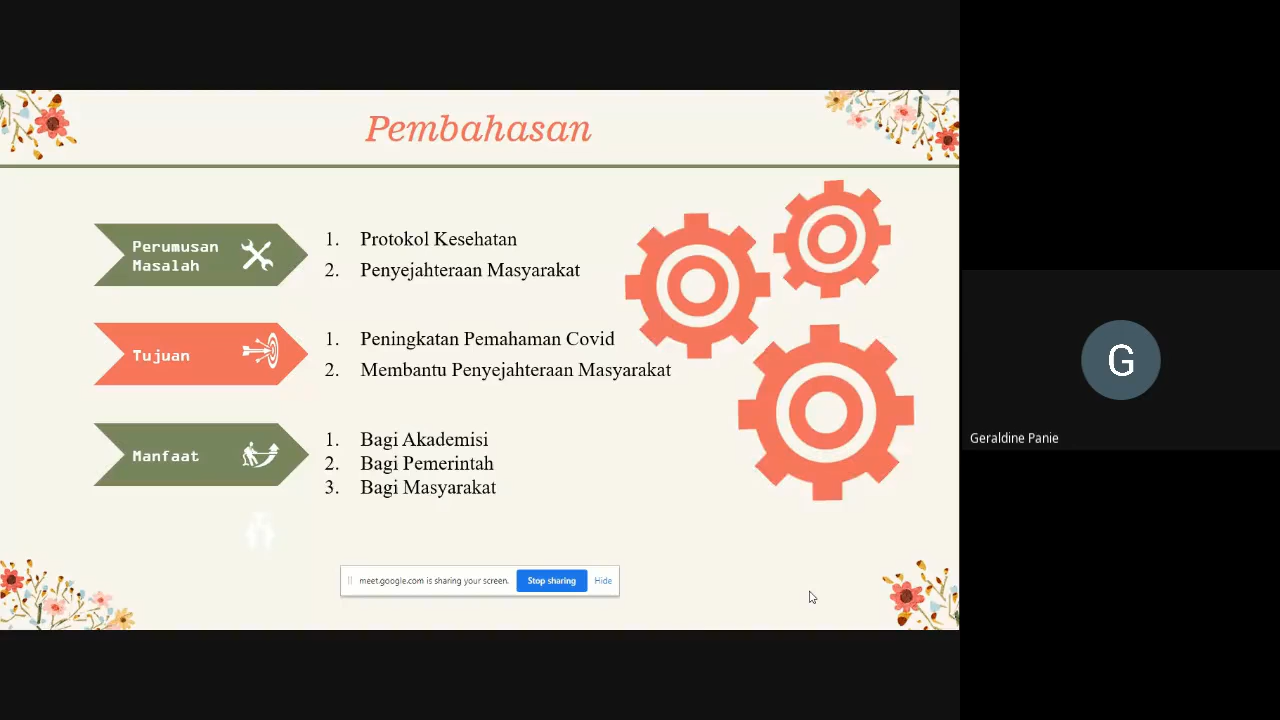 Pembahasan
Perumusan
Masalah
1. Protokol Kesehatan
2. Penyejahteraan Masyarakat
Tujuan
1. Peningkatan Pemahaman Covid
2. Membantu Penyejahteraan Masyarakat
Manfaat
1. Bagi Akademisi
2. Bagi Pemerintah
3. Bagi Masyarakat
meet.google.com is sharing your screen.
Stop sharing
Hide
G
Geraldine Panie